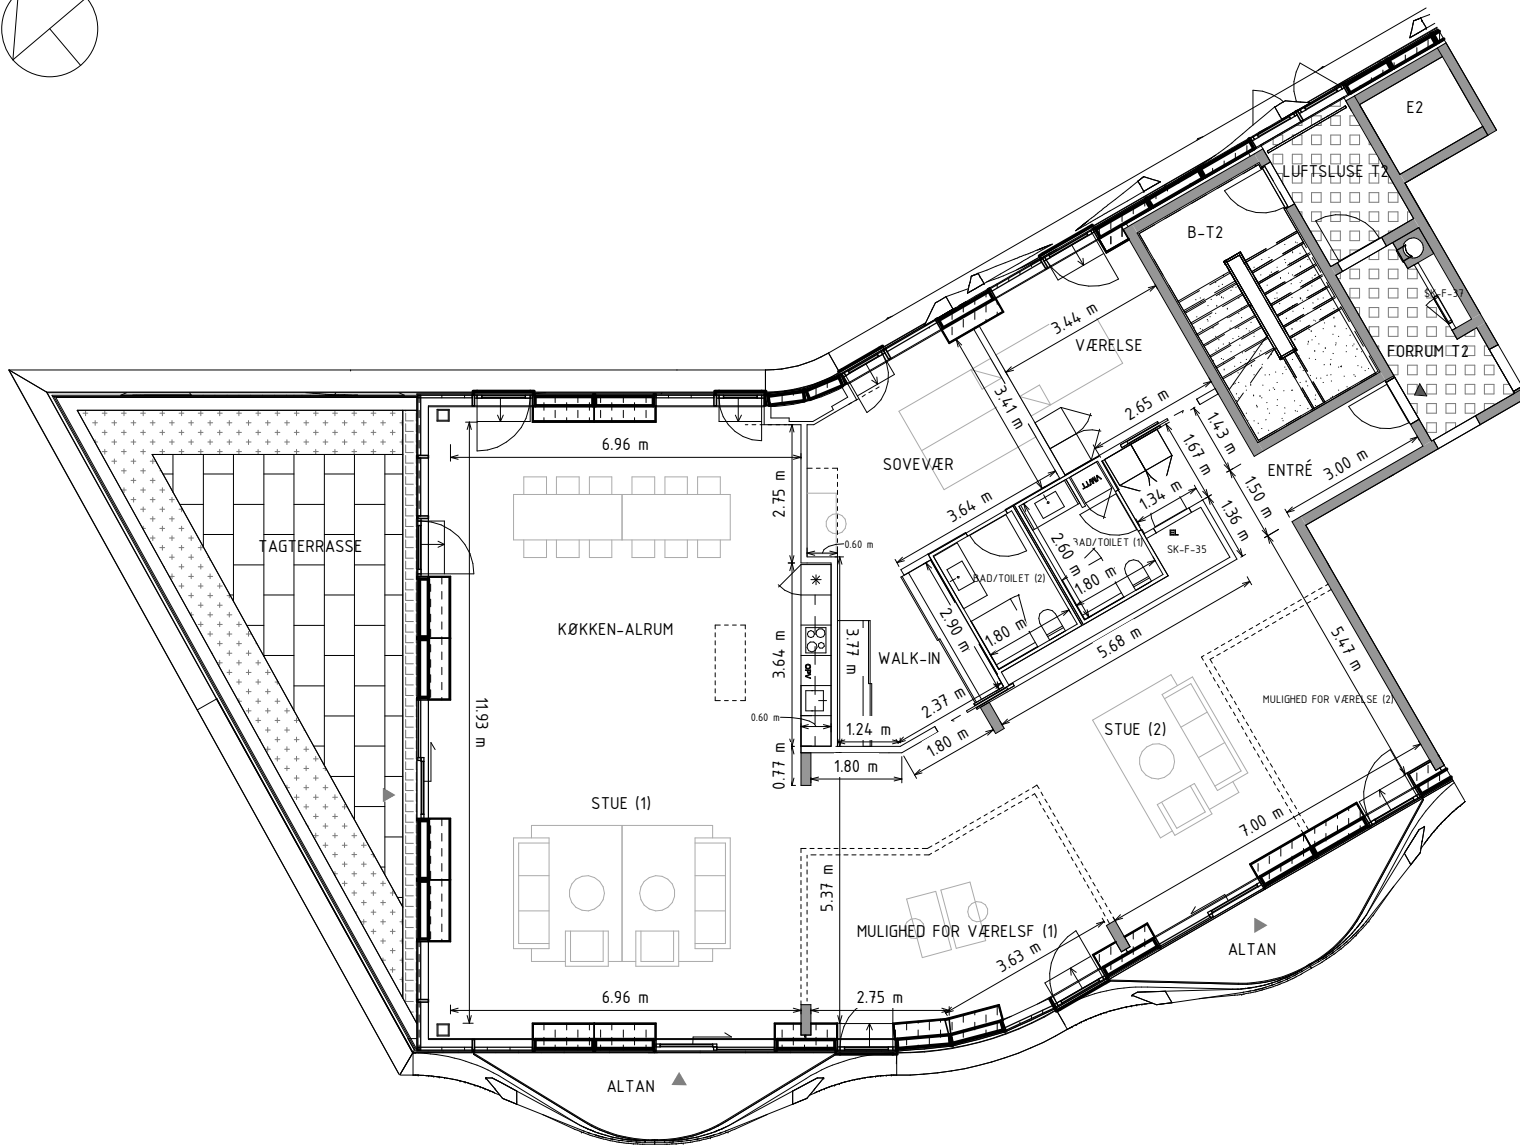 E2
LUFTSLUSE T2
B-T2
SK-F-37
FORRUM T2
3.44 m
VÆRELSE
3.41 m
2.65 m
1.43 m
1.67 m
ENTRÉ
3.00 m
1.50 m
1.36 m
6.96 m
SOVEVÆR
2.75 m
3.64 m
VM/TT
1.34 m
TAGTERRASSE
0.60 m
BAD/TOILET (1)
SK-F-35
2.60 m
1.80 m
BAD/TOILET (2)
2.90 m
1.80 m
KØKKEN-ALRUM
3.64 m
3.77 m
OPV
WALK-IN
5.68 m
5.47 m
11.93 m
0.60 m
2.37 m
1.24 m
1.80 m
MULIGHED FOR VÆRELSE (2)
STUE (2)
0.77 m
1.80 m
STUE (1)
7.00 m
5.37 m
MULIGHED FOR VÆRELSF (1)
3.63 m
ALTAN
6.96 m
2.75 m
ALTAN